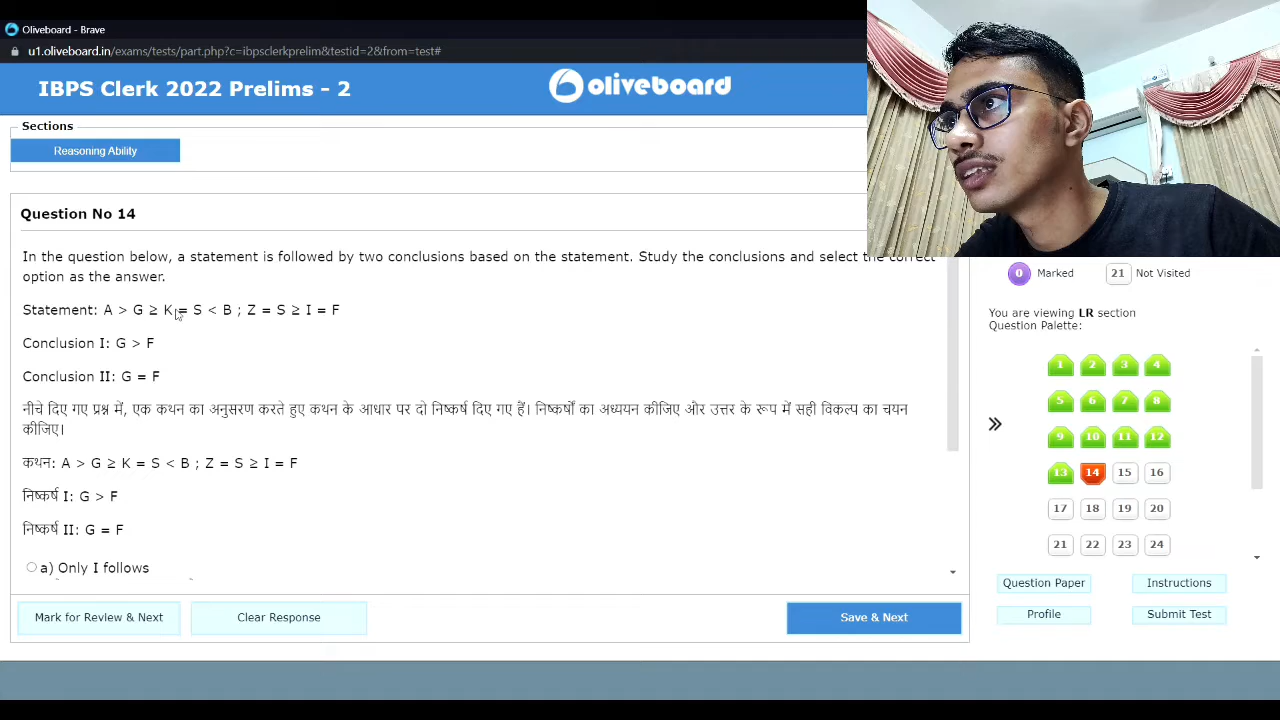 Oliveboard - Brave
u1.oliveboard.in/exams/tests/part.php?c=ibpsclerkprelim&testid=2&from=test#
IBPS Clerk 2022 Prelims - 2
oliveboard
Sections
Reasoning Ability
Question No 14
In the question below, a statement is followed by two conclusions based on the statement. Study the conclusions and select the correct
option as the answer.
Statement: A > G ≥ K = S < B ; Z = S ≥ I = F
Conclusion I: G > F
Conclusion II: G = F
नीचे दिए गए प्रश्न में, एक कथन का अनुसरण करते हुए कथन के आधार पर दो निष्कर्ष दिए गए हैं। निष्कर्षों का अध्ययन कीजिए और उत्तर के रूप में सही विकल्प का चयन
कीजिए।
कथन: A > G ≥ K = S < B ; Z = S ≥ I = F
निष्कर्ष I: G > F
निष्कर्ष II: G = F
a) Only I follows
Mark for Review & Next
Clear Response
Save & Next
0 Marked 21 Not Visited
You are viewing LR section
Question Palette:
1 2 3 4
5 6 7 8
9 10 11 12
13 14 15 16
17 18 19 20
21 22 23 24
Question Paper Instructions
Profile Submit Test